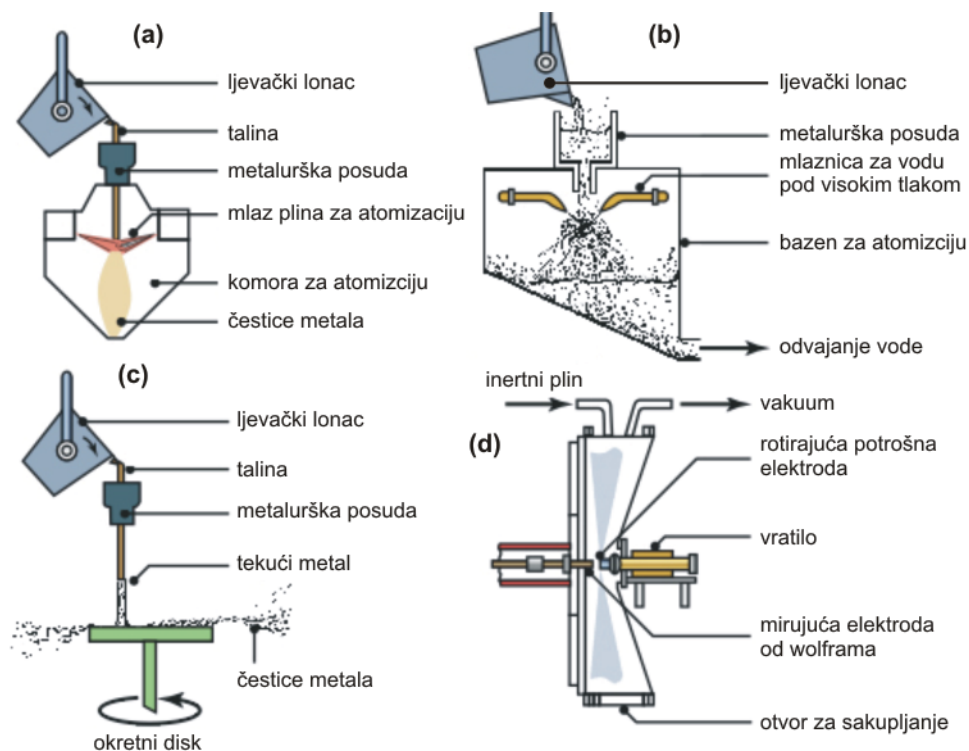 (a)
ljevački lonac
talina
metalurška posuda
mlaz plina za atomizaciju
komora za atomizciju
čestice metala
(b)
ljevački lonac
metalurška posuda
mlaznica za vodu
pod visokim tlakom
bazen za atomizciju
odvajanje vode
(c)
ljevački lonac
talina
metalurška posuda
tekući metal
čestice metala
okretni disk
(d)
inertni plin
vakuum
rotirajuća potrošna
elektroda
vratilo
mirujuća elektroda
od wolframa
otvor za sakupljanje